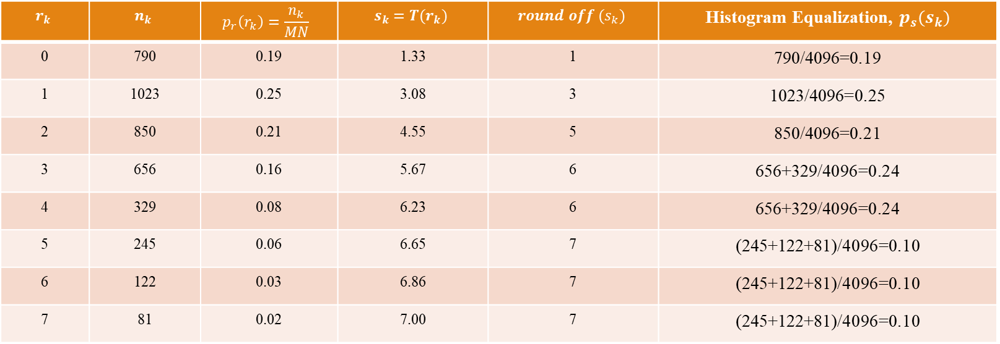 r_k n_k p_r(r_k) = n_k/MN s_k = T(r_k) round off (s_k) Histogram Equalization, p_s(s_k)
0 790 0.19 1.33 1 790/4096=0.19
1 1023 0.25 3.08 3 1023/4096=0.25
2 850 0.21 4.55 5 850/4096=0.21
3 656 0.16 5.67 6 656+329/4096=0.24
4 329 0.08 6.23 6 656+329/4096=0.24
5 245 0.06 6.65 7 (245+122+81)/4096=0.10
6 122 0.03 6.86 7 (245+122+81)/4096=0.10
7 81 0.02 7.00 7 (245+122+81)/4096=0.10